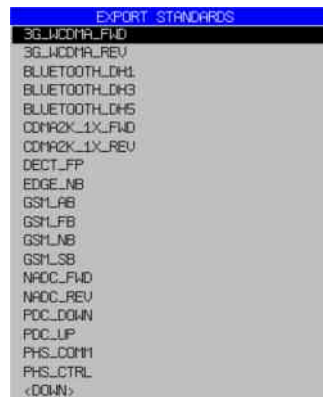 EXPORT STANDARDS
3G_WCDMA_FWD
3G_WCDMA_REV
BLUETOOTH_DH1
BLUETOOTH_DH3
BLUETOOTH_DH5
CDMA2K_1X_FWD
CDMA2K_1X_REV
DECT_FP
EDGE_NB
GSM_AB
GSM_FB
GSM_NB
GSM_SB
NADC_FWD
NADC_REV
PDC_DOWN
PDC_UP
PHS_COMM
PHS_CTRL
<DOWN>